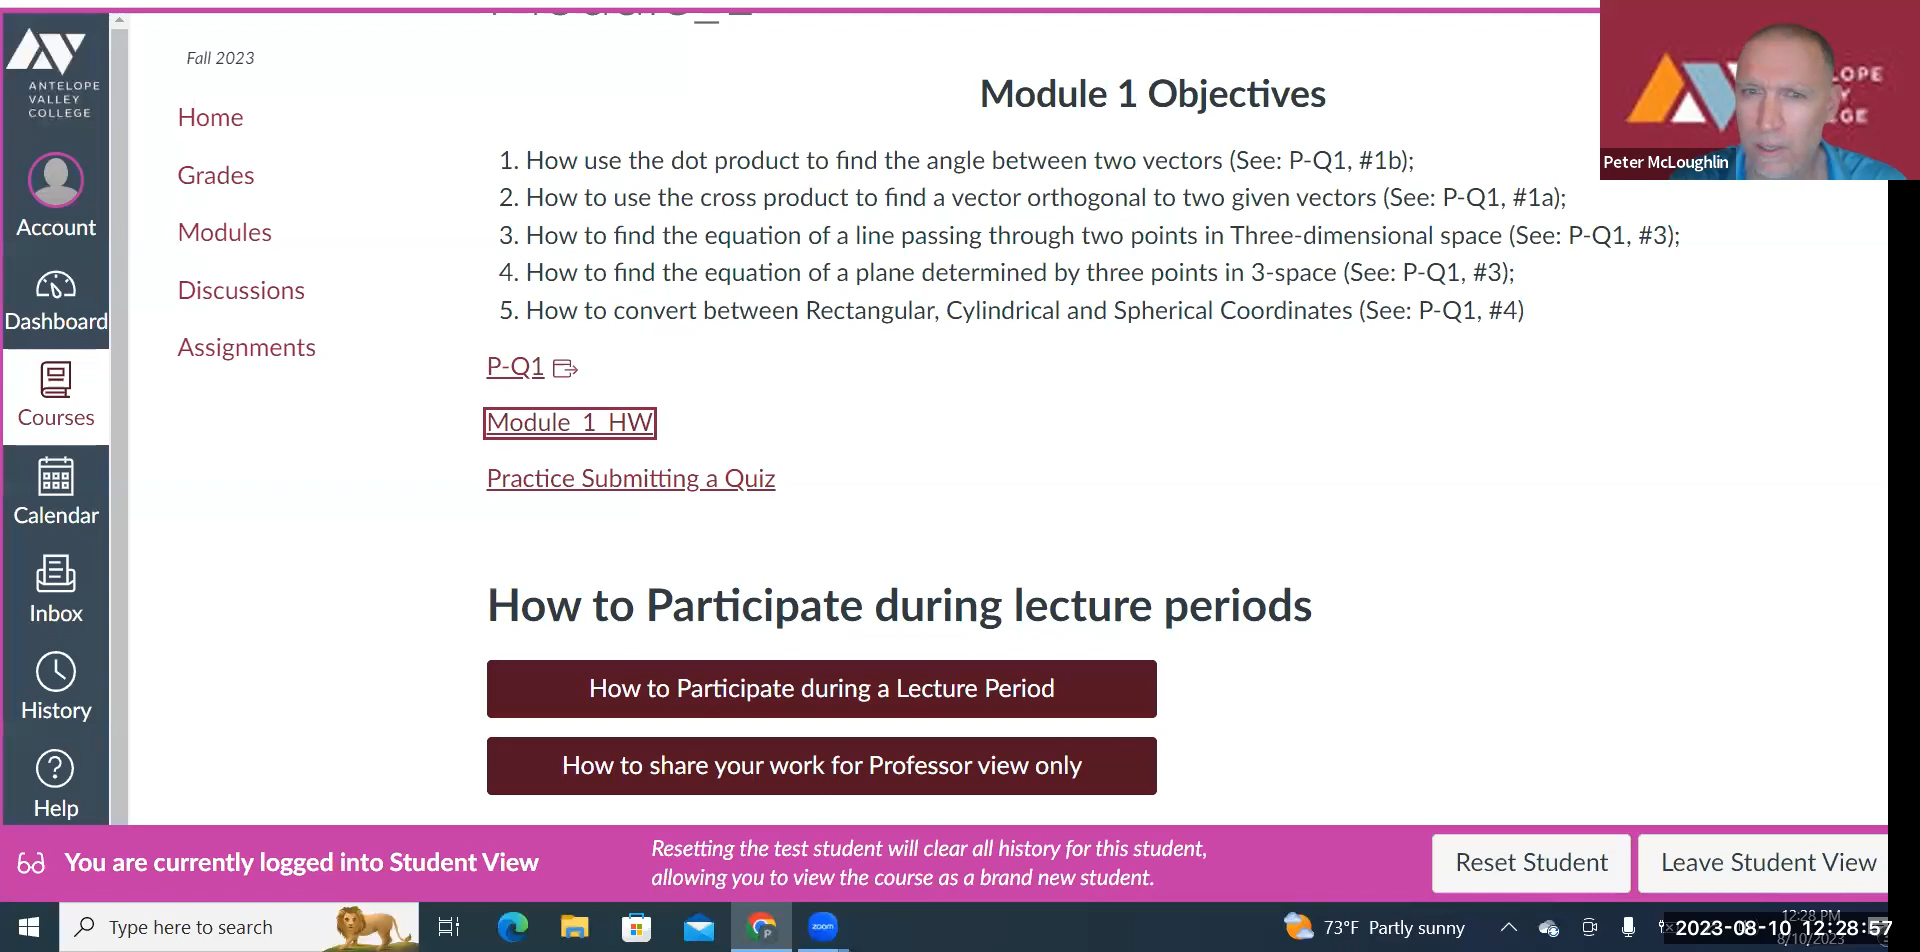 ANTELOPE
VALLEY
COLLEGE
Account
Dashboard
Courses
Calendar
Inbox
History
Help
Fall 2023
Home
Grades
Modules
Discussions
Assignments
Module 1 Objectives
1. How use the dot product to find the angle between two vectors (See: P-Q1, #1b);
2. How to use the cross product to find a vector orthogonal to two given vectors (See: P-Q1, #1a);
3. How to find the equation of a line passing through two points in Three-dimensional space (See: P-Q1, #3);
4. How to find the equation of a plane determined by three points in 3-space (See: P-Q1, #3);
5. How to convert between Rectangular, Cylindrical and Spherical Coordinates (See: P-Q1, #4)
P-Q1
Module_1_HW
Practice Submitting a Quiz
How to Participate during lecture periods
How to Participate during a Lecture Period
How to share your work for Professor view only
Peter McLoughlin
You are currently logged into Student View
Resetting the test student will clear all history for this student,
allowing you to view the course as a brand new student.
Reset Student
Leave Student View
Type here to search
zoom
73°F Partly sunny
12:28 PM
8/10/2023
2023-08-10 12:28:57